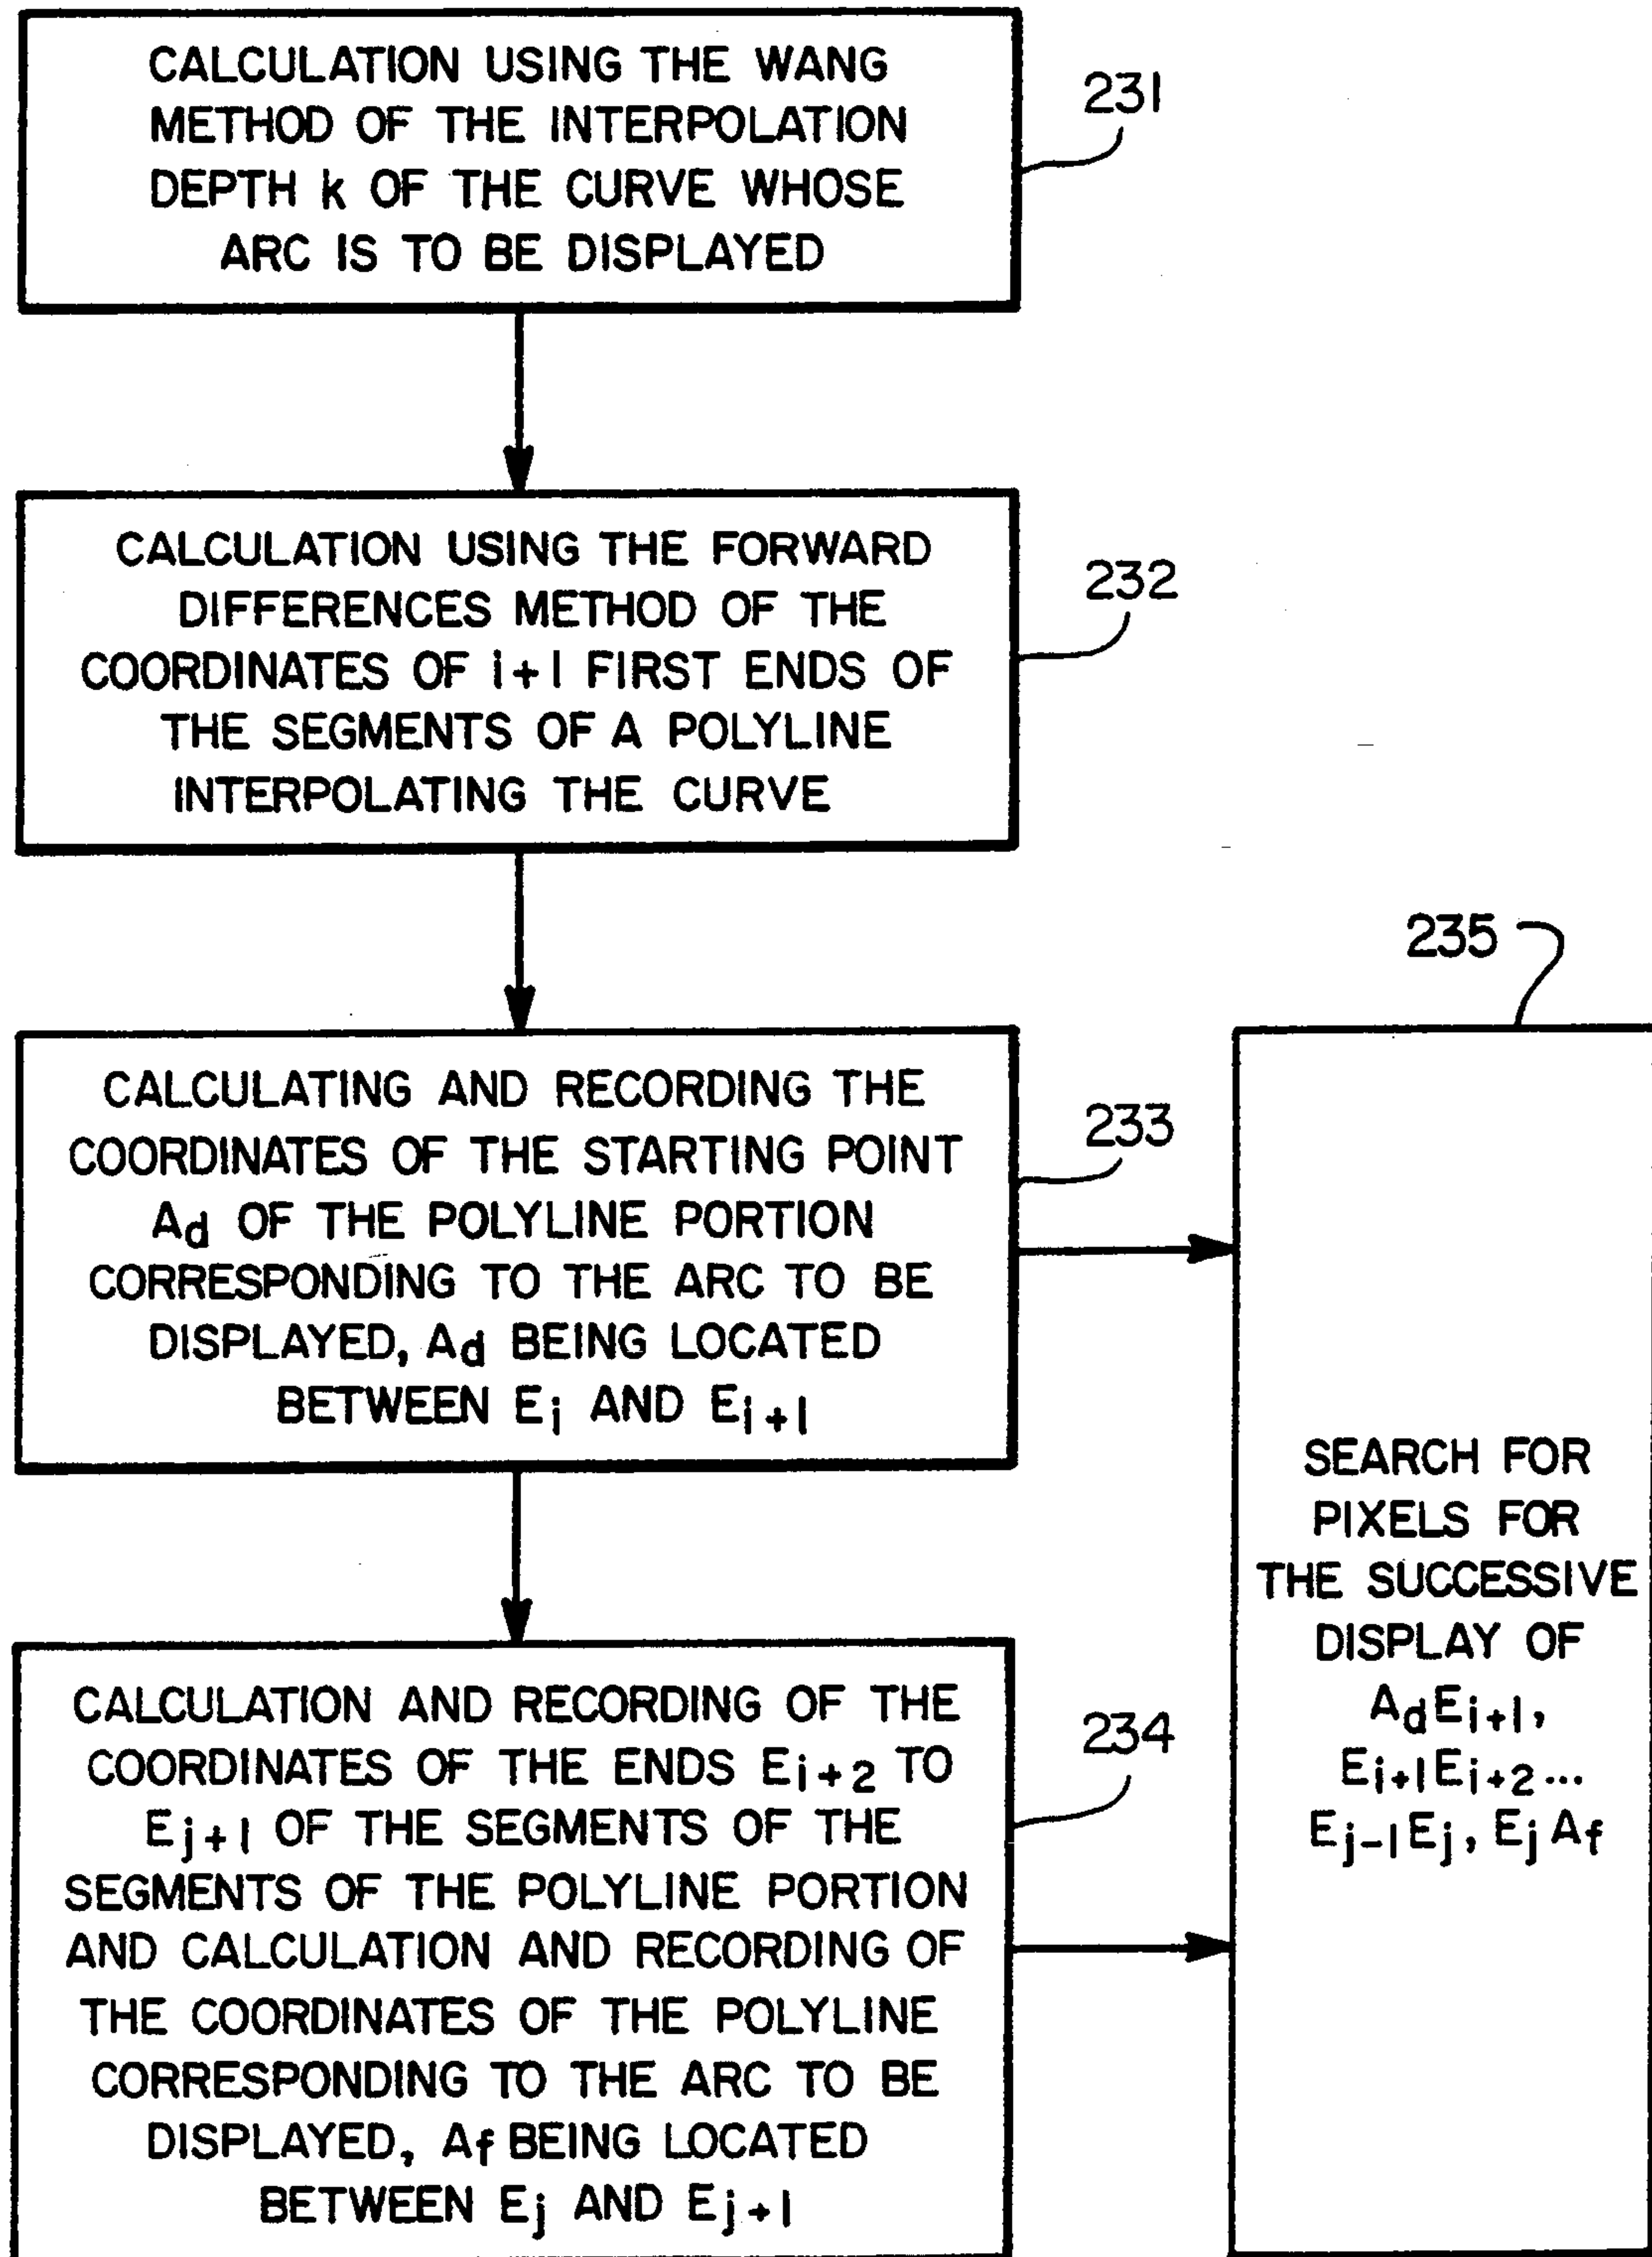 CALCULATION USING THE WANG
METHOD OF THE INTERPOLATION
DEPTH k OF THE CURVE WHOSE
ARC IS TO BE DISPLAYED
231
CALCULATION USING THE FORWARD
DIFFERENCES METHOD OF THE
COORDINATES OF i+1 FIRST ENDS OF
THE SEGMENTS OF A POLYLINE
INTERPOLATING THE CURVE
232
CALCULATING AND RECORDING THE
COORDINATES OF THE STARTING POINT
Ad OF THE POLYLINE PORTION
CORRESPONDING TO THE ARC TO BE
DISPLAYED, Ad BEING LOCATED
BETWEEN Ei AND Ei+1
233
CALCULATION AND RECORDING OF THE
COORDINATES OF THE ENDS Ei+2 TO
Ej+1 OF THE SEGMENTS OF THE
SEGMENTS OF THE POLYLINE PORTION
AND CALCULATION AND RECORDING OF
THE COORDINATES OF THE POLYLINE
CORRESPONDING TO THE ARC TO BE
DISPLAYED, Af BEING LOCATED
BETWEEN Ej AND Ej+1
234
235
SEARCH FOR
PIXELS FOR
THE SUCCESSIVE
DISPLAY OF
AdEi+1,
Ei+1Ei+2...
Ej-1Ej, EjAf